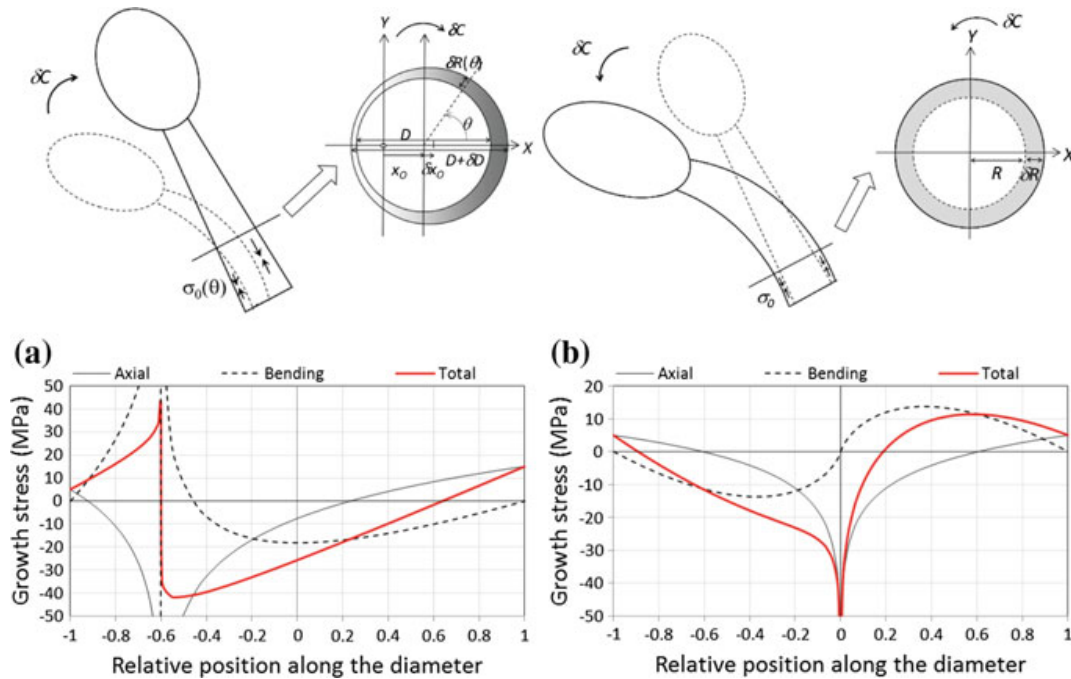 δC
Y
δC
δR(θ)
θ
D
X
D+δD
x_O
δx_O
σ₀(θ)
δC
δC
Y
X
R
δR
σ₀
(a)
Axial
Bending
Total
Growth stress (MPa)
50
40
30
20
10
0
-10
-20
-30
-40
-50
-1 -0.8 -0.6 -0.4 -0.2 0 0.2 0.4 0.6 0.8 1
Relative position along the diameter
(b)
Axial
Bending
Total
Growth stress (MPa)
20
10
0
-10
-20
-30
-40
-50
-1 -0.8 -0.6 -0.4 -0.2 0 0.2 0.4 0.6 0.8 1
Relative position along the diameter